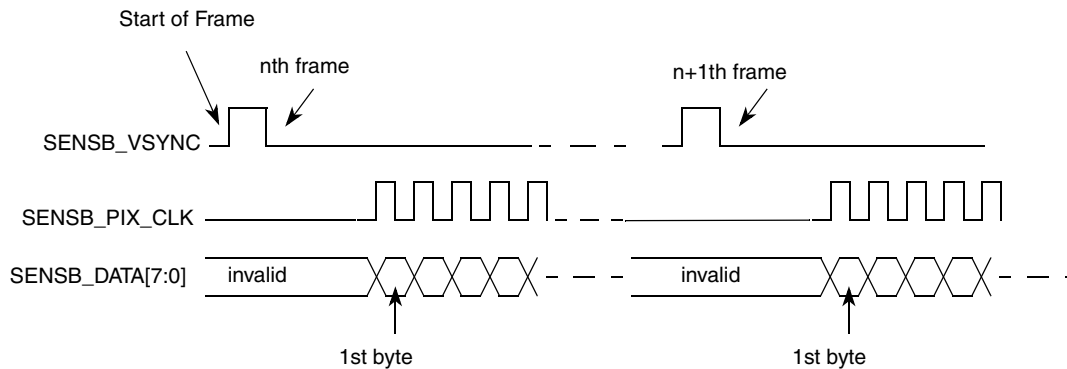 Start of Frame
nth frame
n+1th frame
SENSB_VSYNC
SENSB_PIX_CLK
SENSB_DATA[7:0]
invalid
invalid
1st byte
1st byte